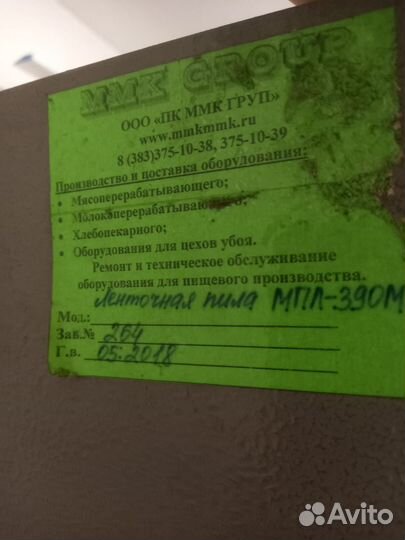 MMK GROUP
ООО «ПК ММК ГРУП»
www.mmkmmk.ru
8 (383)375-10-38, 375-10-39
Производство и поставка оборудования:
• Мясоперерабатывающего;
• Молокоперерабатывающего;
• Хлебопекарного;
• Оборудования для цехов убоя.
Ремонт и техническое обслуживание
оборудования для пищевого производства.
Мод.: Ленточная пила МПЛ-390М
Зав.№ 264
Г.в. 05.2018
Avito